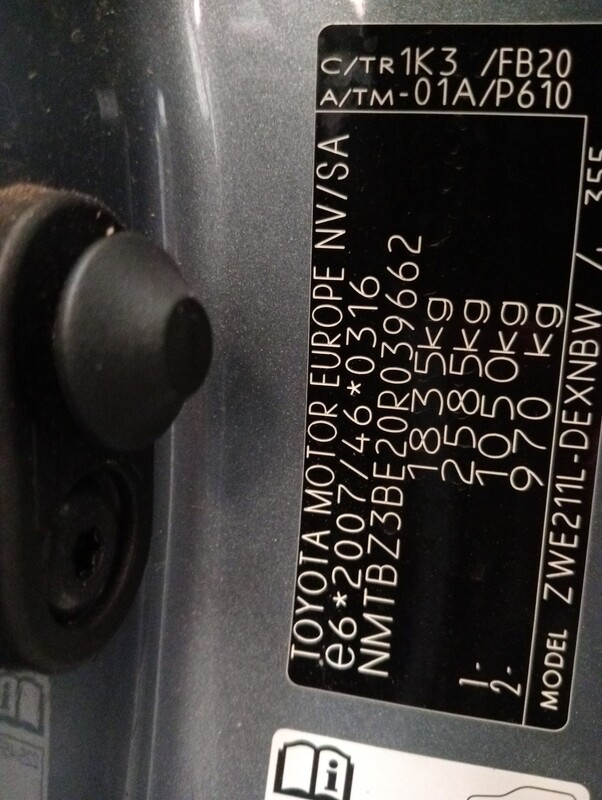 C/TR 1K3 /FB20
A/TM -01A/P610
TOYOTA MOTOR EUROPE NV/SA
e6*2007/46*0316
NMTBZ3BE20R039662
1835kg
2585kg
1- 1050kg
2- 970 kg
MODEL ZWE211L-DEXNBW /